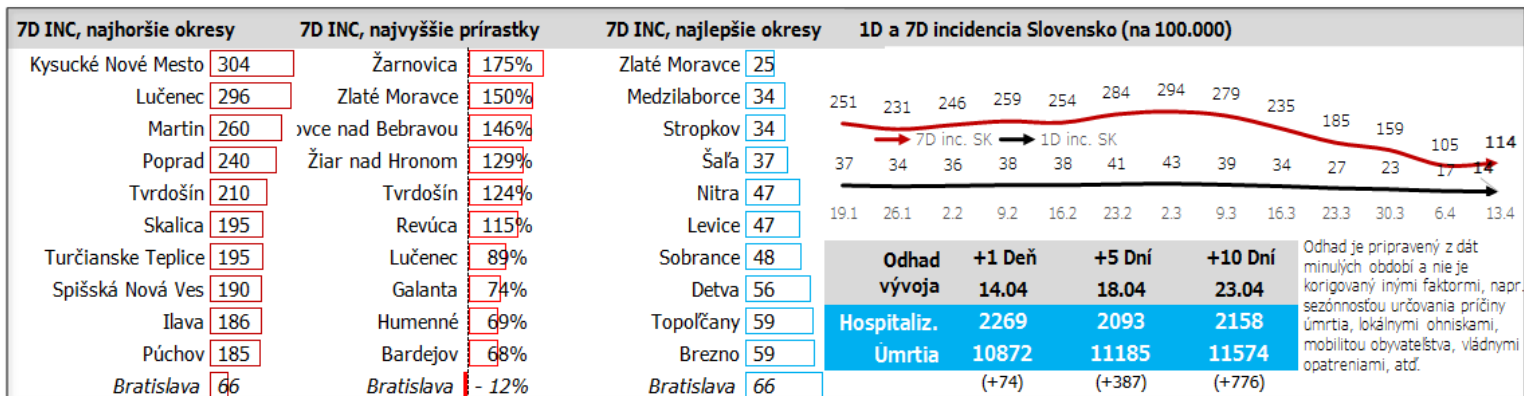 7D INC, najhoršie okresy
Kysucké Nové Mesto 304
Lučenec 296
Martin 260
Poprad 240
Tvrdošín 210
Skalica 195
Turčianske Teplice 195
Spišská Nová Ves 190
Ilava 186
Púchov 185
Bratislava 66
7D INC, najvyššie prírastky
Žarnovica 175%
Zlaté Moravce 150%
ovce nad Bebravou 146%
Žiar nad Hronom 129%
Tvrdošín 124%
Revúca 115%
Lučenec 89%
Galanta 74%
Humenné 69%
Bardejov 68%
Bratislava - 12%
7D INC, najlepšie okresy
Zlaté Moravce 25
Medzilaborce 34
Stropkov 34
Šaľa 37
Nitra 47
Levice 47
Sobrance 48
Detva 56
Topoľčany 59
Brezno 59
Bratislava 66
1D a 7D incidencia Slovensko (na 100.000)
251 231 246 259 254 284 294 279 235 185 159 105 114
7D inc. SK 1D inc. SK
37 34 36 38 38 41 43 39 34 27 23 17 14
19.1 26.1 2.2 9.2 16.2 23.2 2.3 9.3 16.3 23.3 30.3 6.4 13.4
Odhad +1 Deň +5 Dní +10 Dní
vývoja 14.04 18.04 23.04
Hospitaliz. 2269 2093 2158
Úmrtia 10872 11185 11574
(+74) (+387) (+776)
Odhad je pripravený z dát
minulých období a nie je
korigovaný inými faktormi, napr.
sezónnosťou určovania príčiny
úmrtia, lokálnymi ohniskami,
mobilitou obyvateľstva, vládnymi
opatreniami, atď.